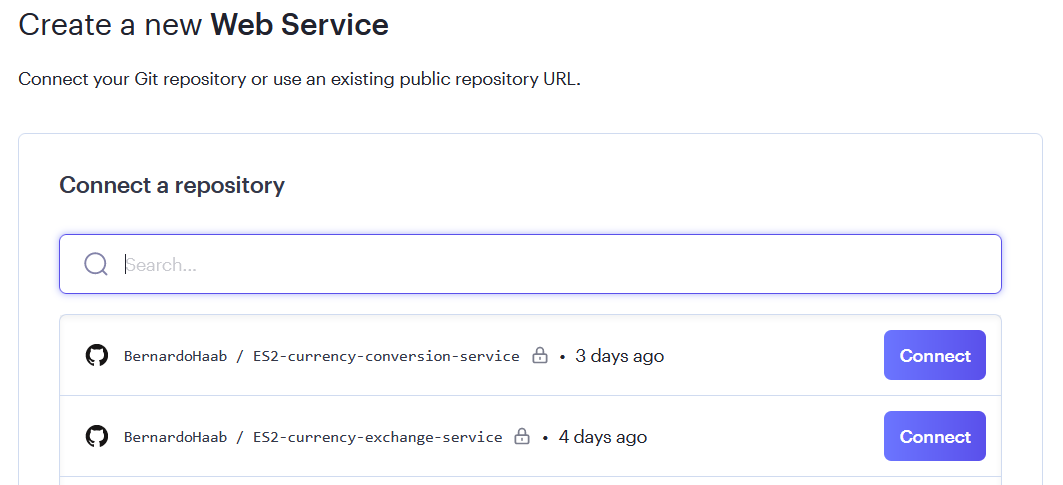 Create a new Web Service
Connect your Git repository or use an existing public repository URL.
Connect a repository
Search...
BernardoHaab / ES2-currency-conversion-service • 3 days ago Connect
BernardoHaab / ES2-currency-exchange-service • 4 days ago Connect